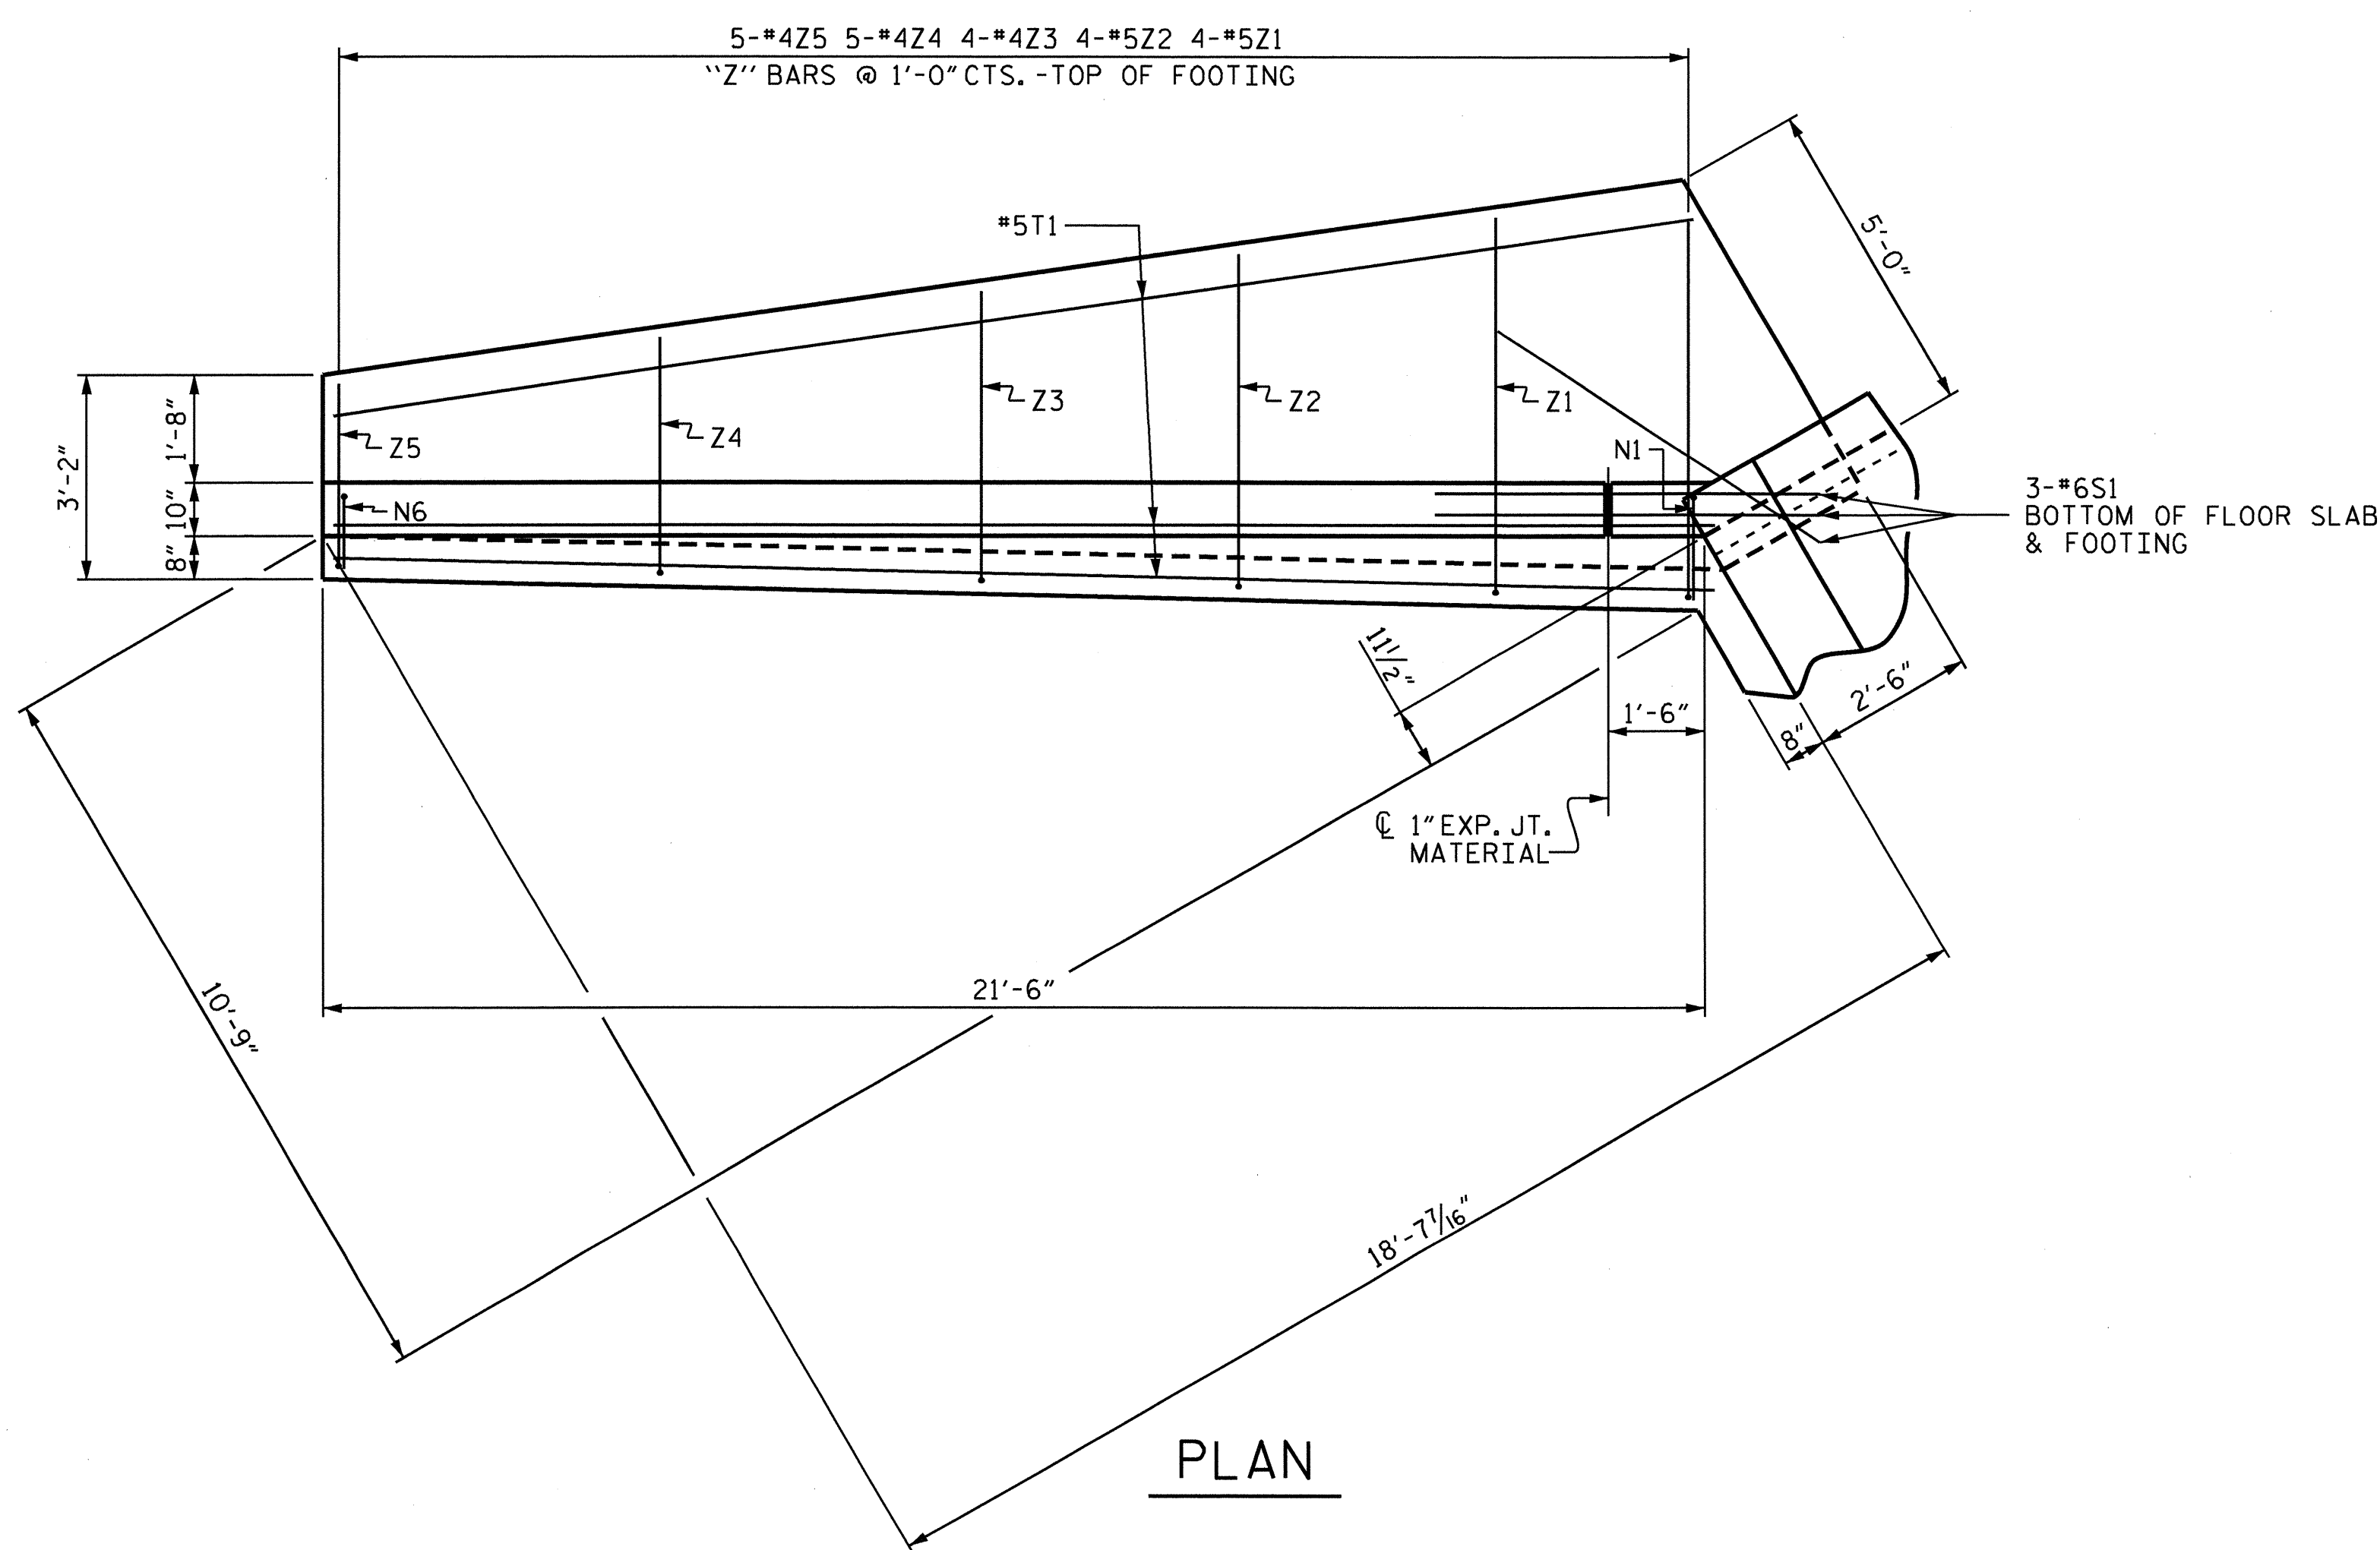 5-#4Z5 5-#4Z4 4-#4Z3 4-#5Z2 4-#5Z1
"Z" BARS @ 1'-0" CTS. - TOP OF FOOTING
#5T1
5'-0"
Z3
Z2
Z1
Z4
Z5
3'-2"
1'-8"
10"
8"
N6
N1
3-#6S1
BOTTOM OF FLOOR SLAB
& FOOTING
11 1/2"
1'-6"
8"
2'-6"
℄ 1" EXP. JT.
MATERIAL
21'-6"
10'-9"
18'-7 7/16"
PLAN